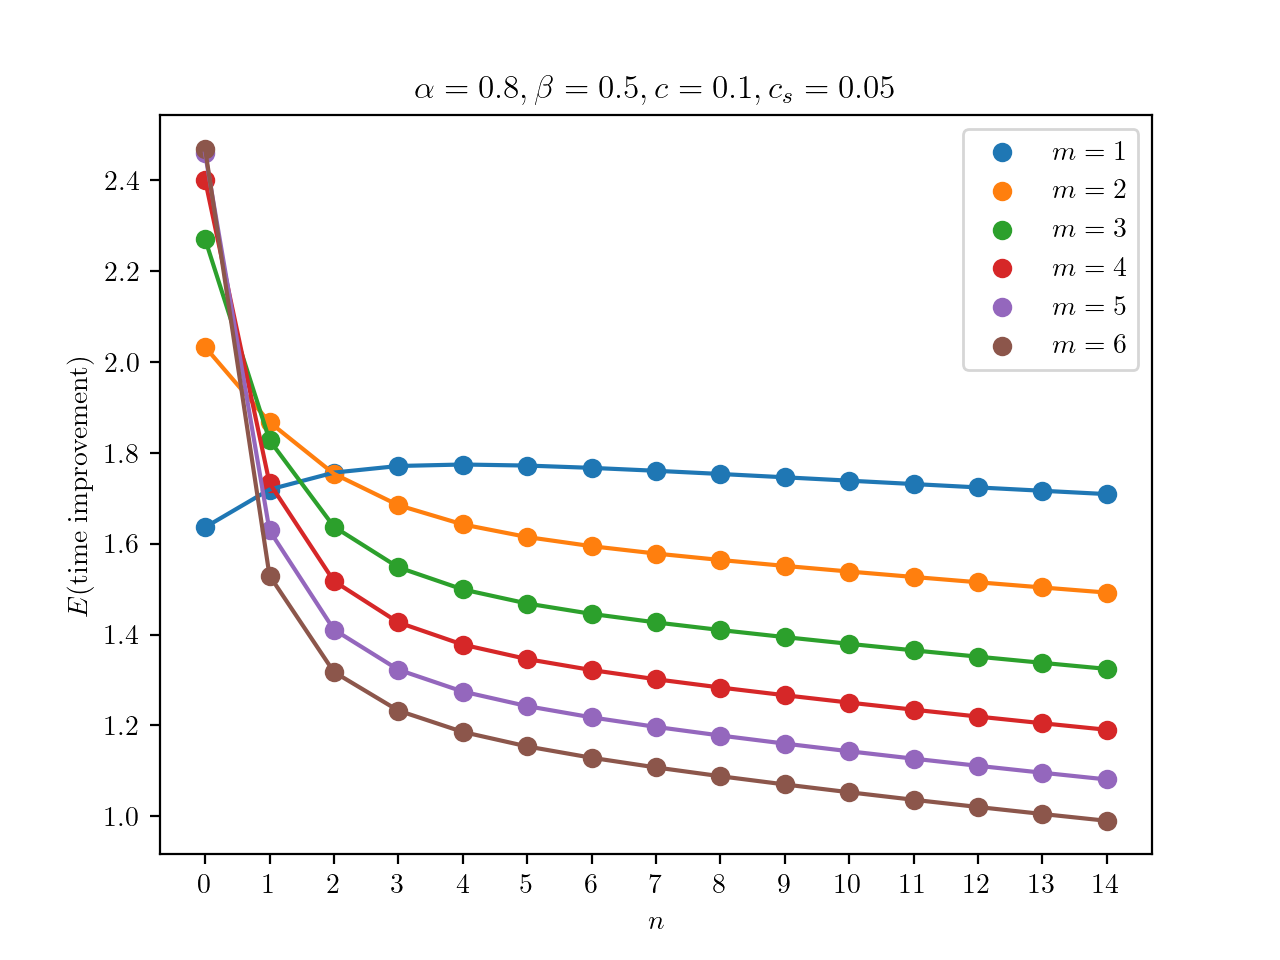 α = 0.8, β = 0.5, c = 0.1, cₛ = 0.05
m = 1
m = 2
m = 3
m = 4
m = 5
m = 6
E(time improvement)
2.4
2.2
2.0
1.8
1.6
1.4
1.2
1.0
0 1 2 3 4 5 6 7 8 9 10 11 12 13 14
n